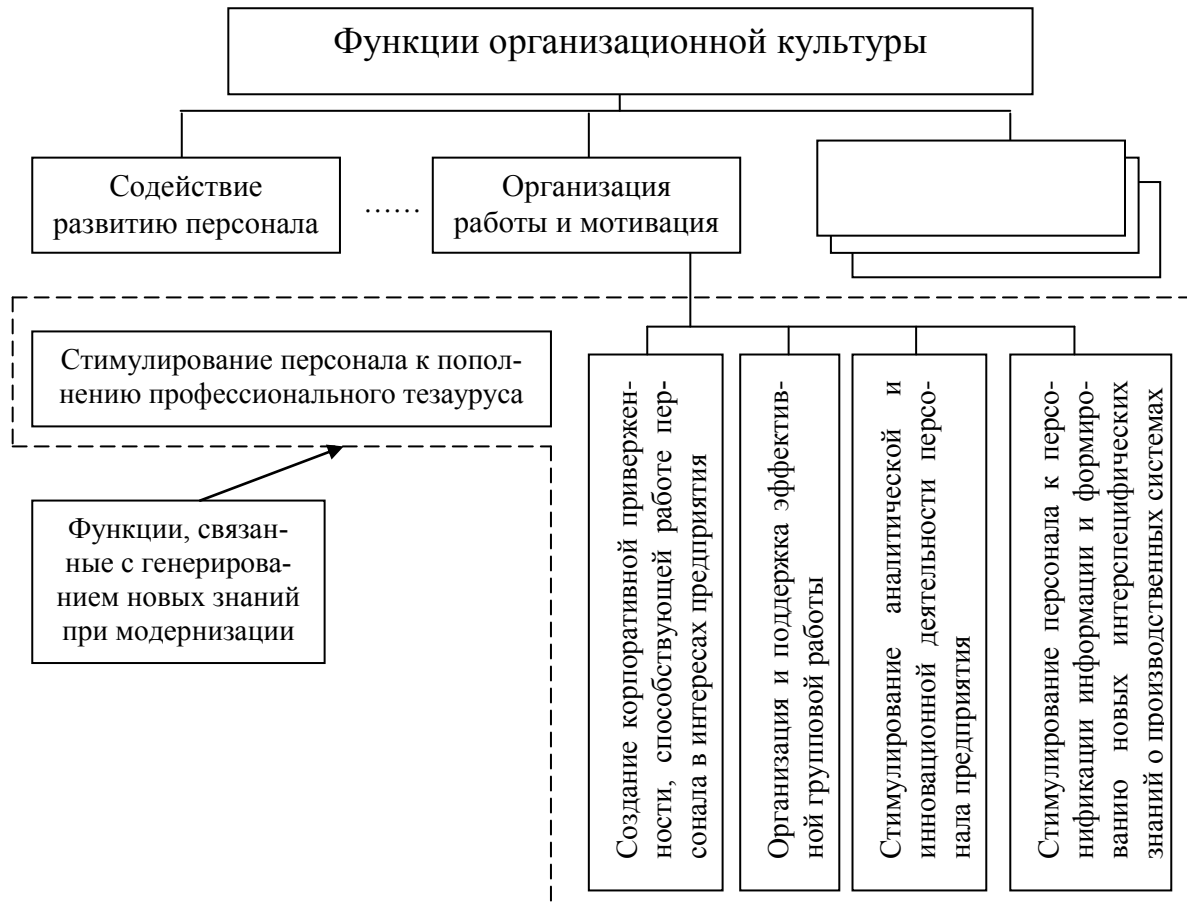 Функции организационной культуры
Содействие
развитию персонала
……
Организация
работы и мотивация
Стимулирование персонала к попол-
нению профессионального тезауруса
Функции, связан-
ные с генерирова-
нием новых знаний
при модернизации
Создание корпоративной привержен-
ности, способствующей работе пер-
сонала в интересах предприятия
Организация и поддержка эффектив-
ной групповой работы
Стимулирование аналитической и
инновационной деятельности персо-
нала предприятия
Стимулирование персонала к персо-
нификации информации и формиро-
ванию новых интерспецифических
знаний о производственных системах